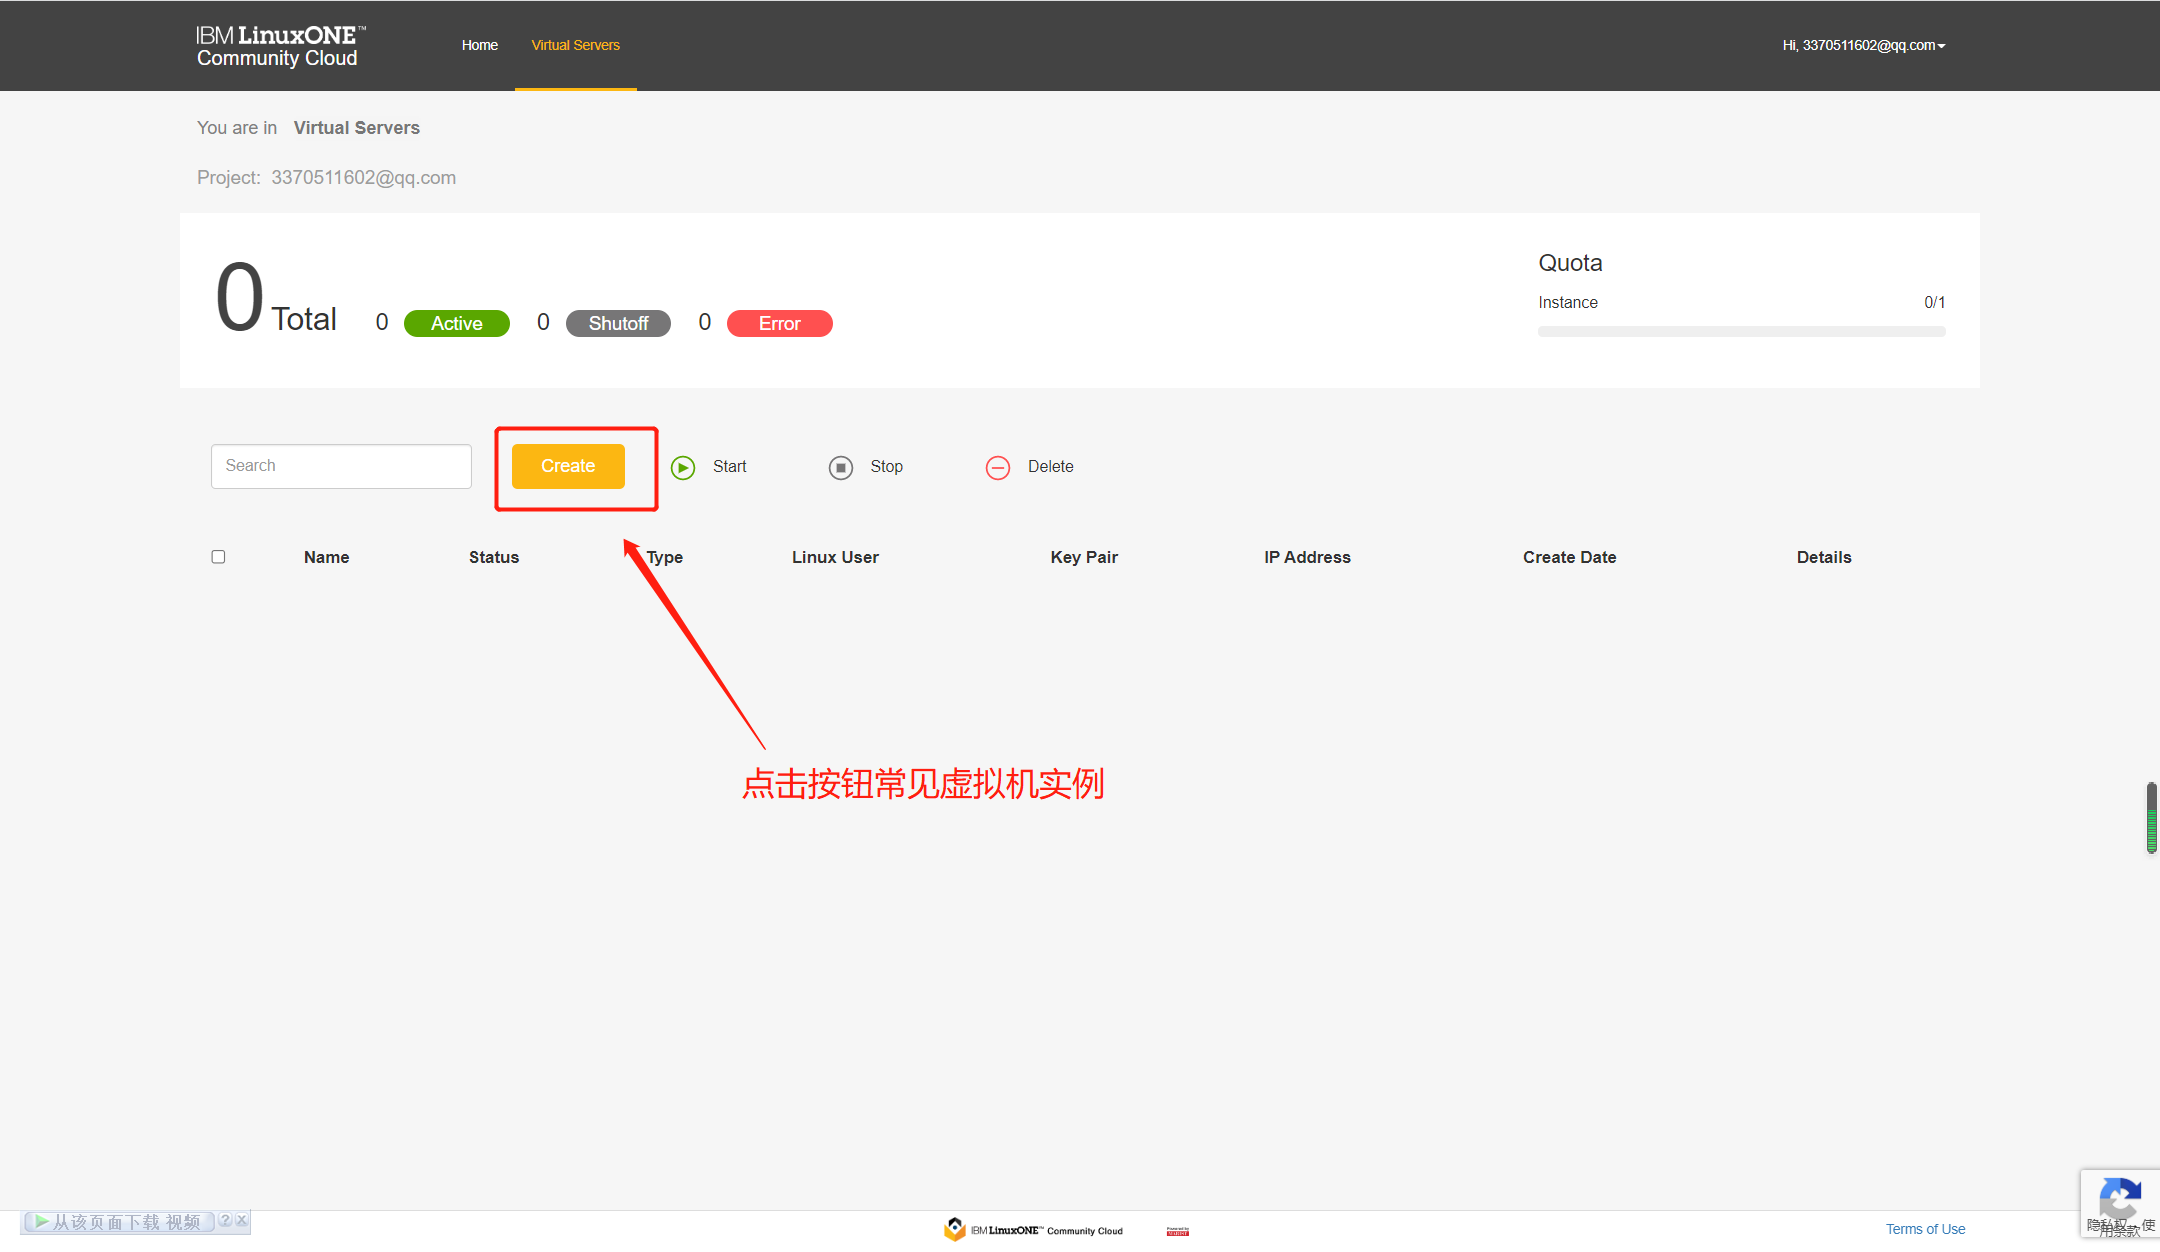 IBM LinuxONE™
Community Cloud
Home
Virtual Servers
Hi, 3370511602@qq.com
You are in Virtual Servers
Project: 3370511602@qq.com
0 Total 0 Active 0 Shutoff 0 Error
Quota
Instance 0/1
Search
Create
Start
Stop
Delete
Name Status Type Linux User Key Pair IP Address Create Date Details
点击按钮常见虚拟机实例
从该页面下载 视频 ? x
IBM LinuxONE™ Community Cloud
Powered by
Terms of Use
隐私权 - 使
用条款